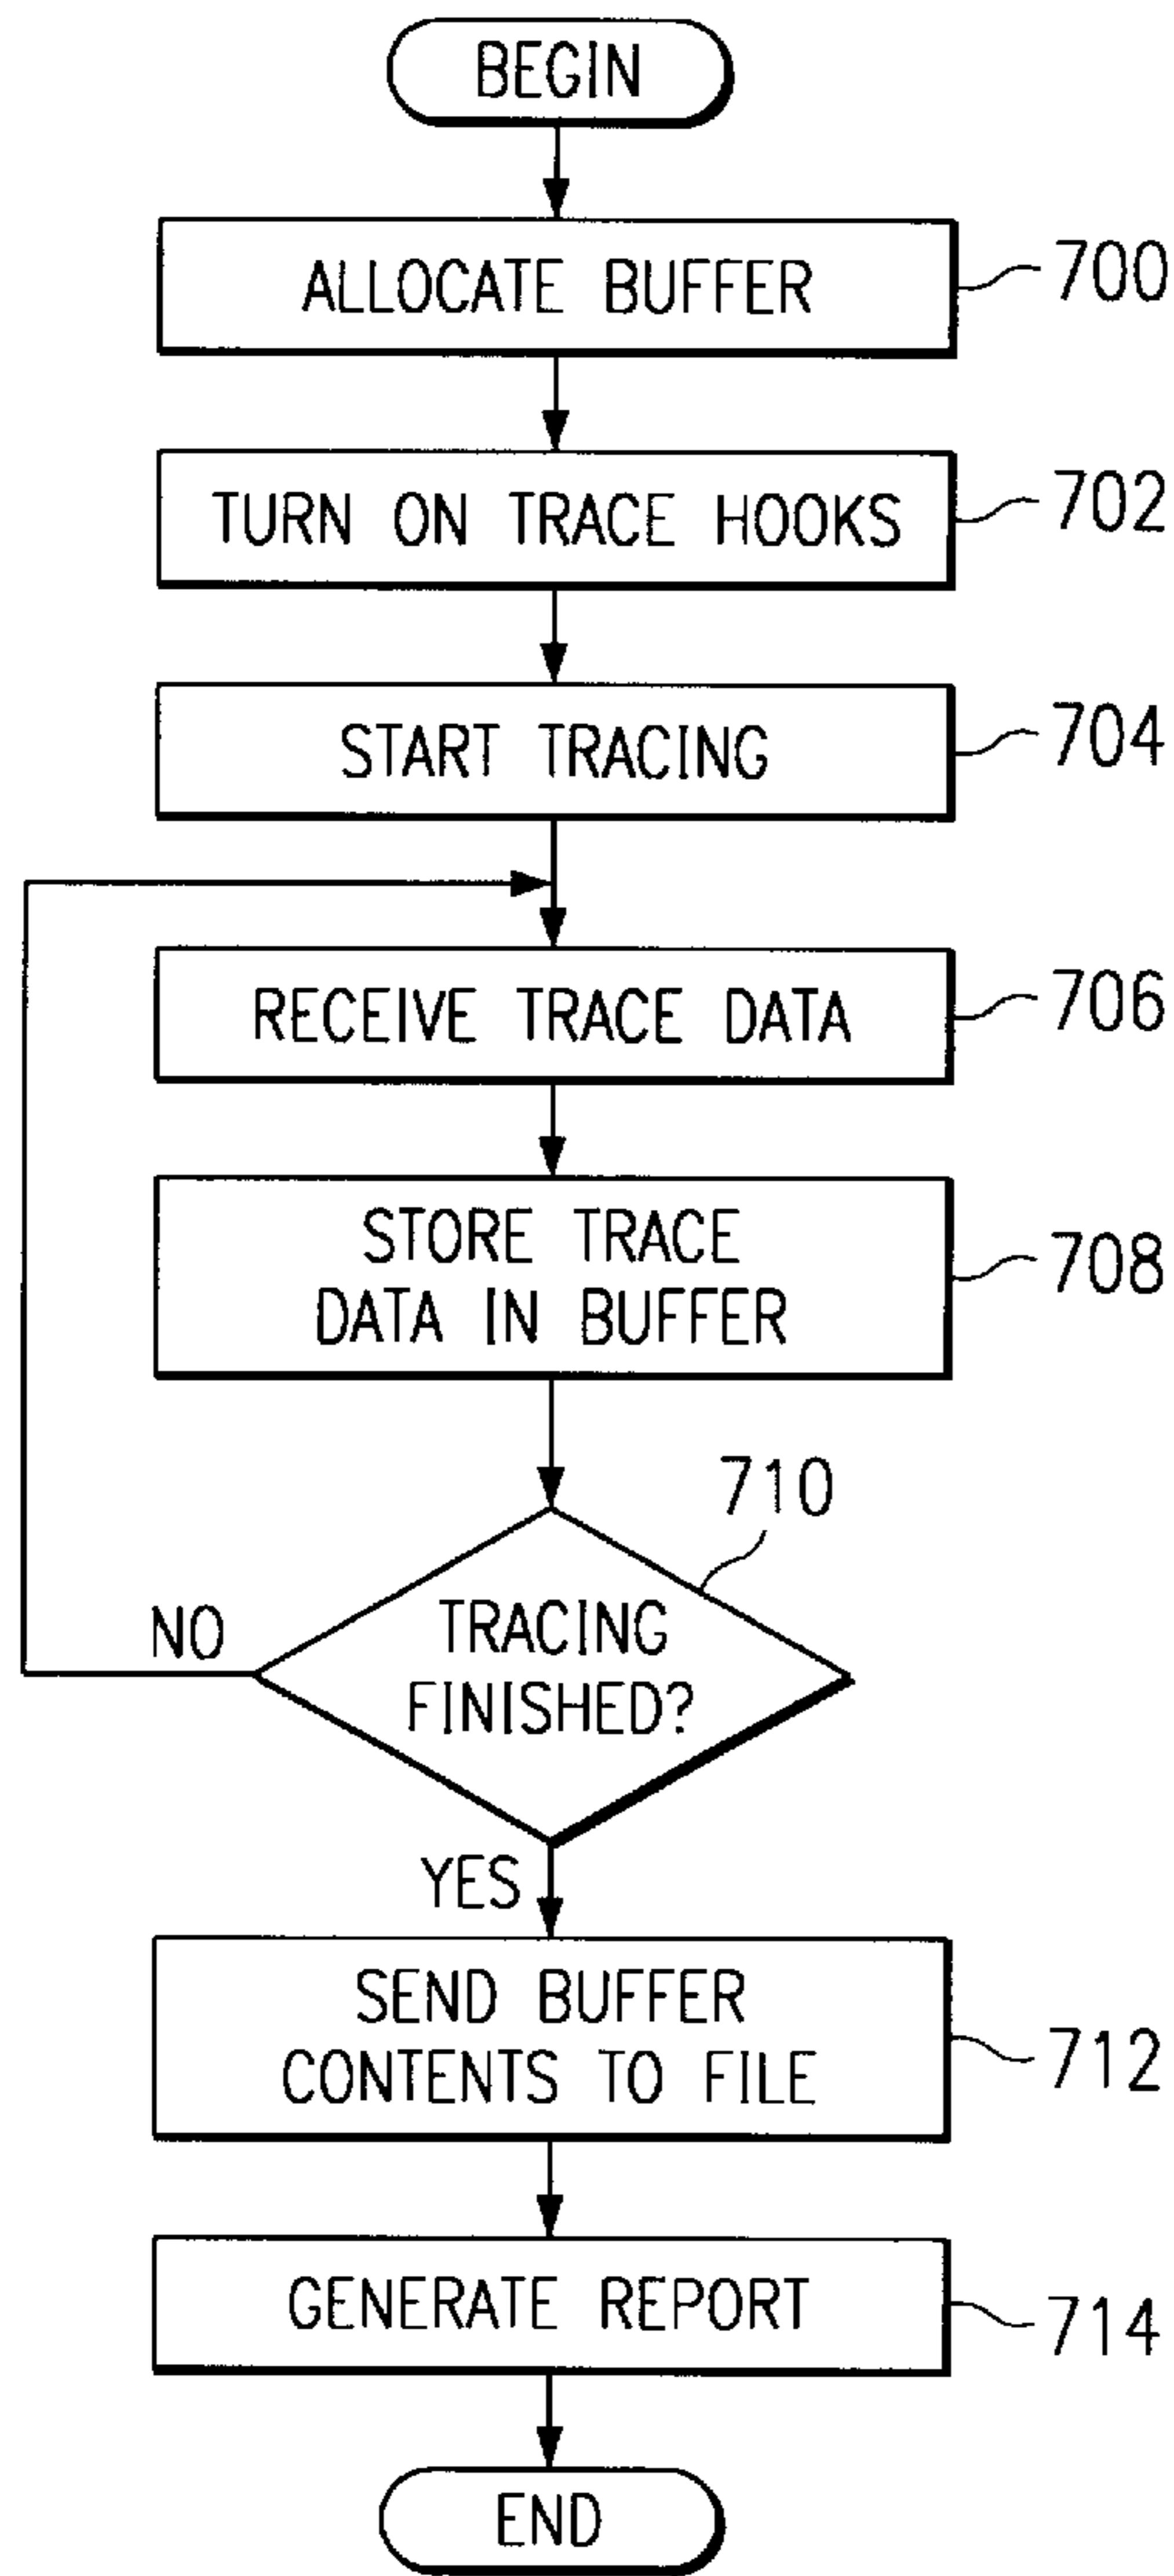 BEGIN
ALLOCATE BUFFER
700
TURN ON TRACE HOOKS
702
START TRACING
704
RECEIVE TRACE DATA
706
STORE TRACE
DATA IN BUFFER
708
710
TRACING
FINISHED?
NO
YES
SEND BUFFER
CONTENTS TO FILE
712
GENERATE REPORT
714
END